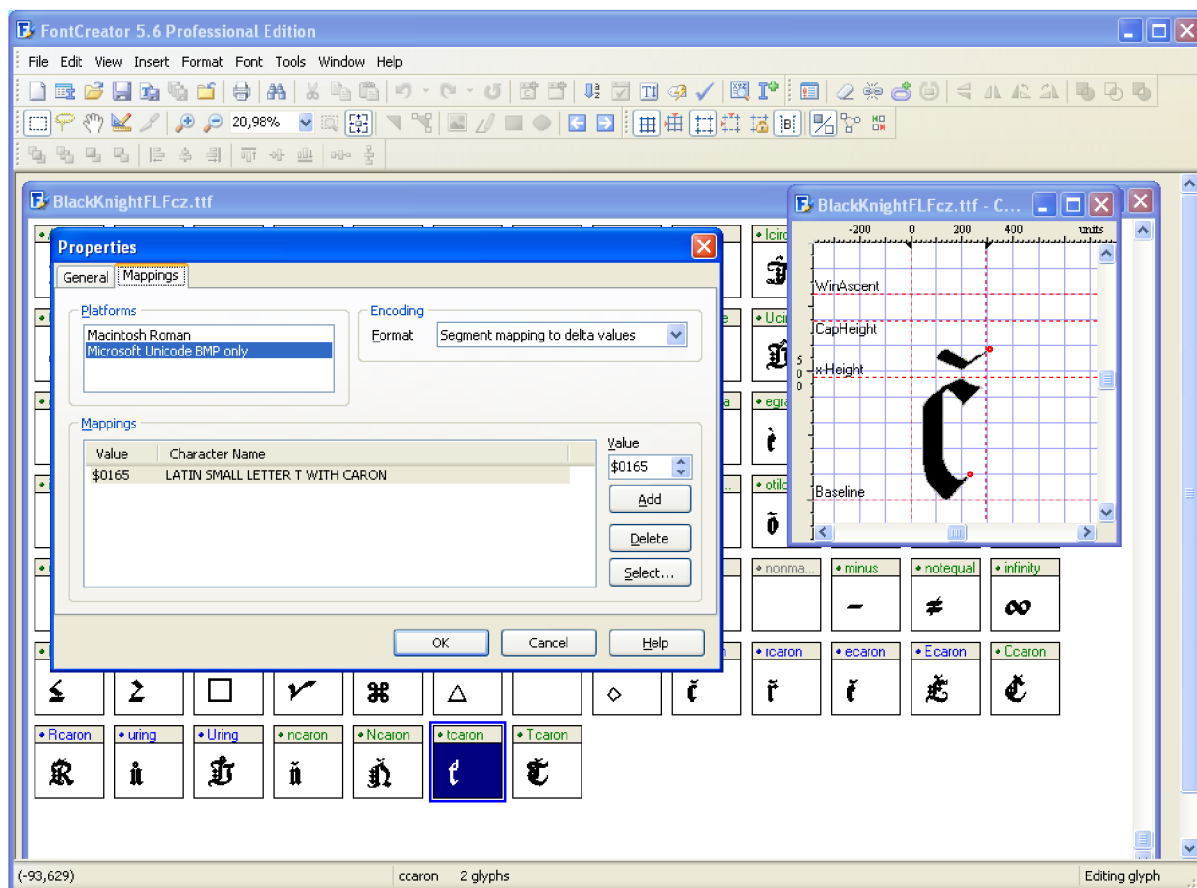 FontCreator 5.6 Professional Edition
File Edit View Insert Format Font Tools Window Help
20,98%
BlackKnightFLFcz.ttf
BlackKnightFLFcz.ttf - C...
-200 0 200 400 units
WinAscent
CapHeight
x-Height
500
Baseline
Properties
General Mappings
Platforms
Macintosh Roman
Microsoft Unicode BMP only
Encoding
Format Segment mapping to delta values
Mappings
Value Character Name
$0165 LATIN SMALL LETTER T WITH CARON
Value
$0165
Add
Delete
Select...
OK Cancel Help
nonma... minus notequal infinity
− ≠ ∞
rcaron ecaron Ecaron Ccaron
č ř ě Ě Č
Rcaron uring Uring ncaron Ncaron tcaron Tcaron
Ř ů Ů ň Ň ť Ť
(-93,629) ccaron 2 glyphs Editing glyph